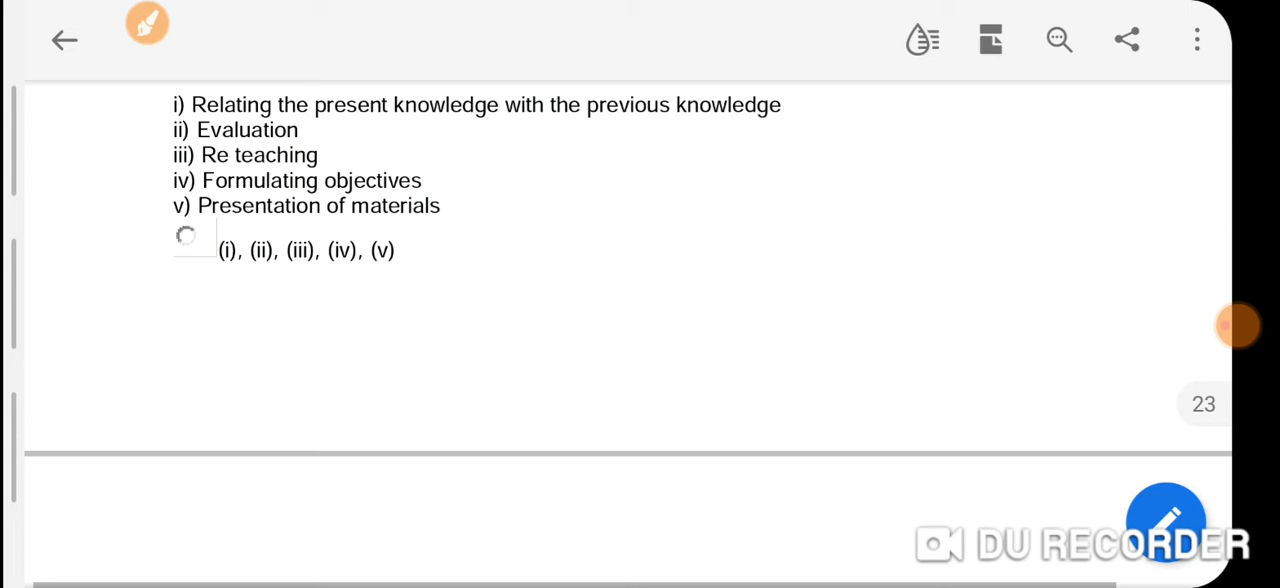 i) Relating the present knowledge with the previous knowledge
ii) Evaluation
iii) Re teaching
iv) Formulating objectives
v) Presentation of materials
(i), (ii), (iii), (iv), (v)
23
DU RECORDER